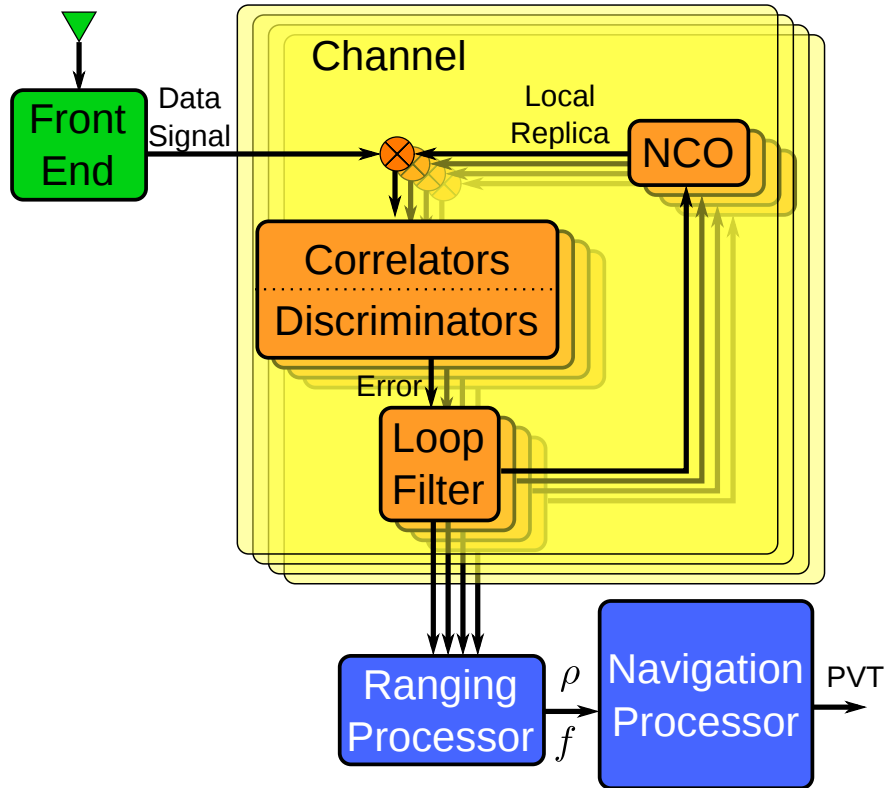 Channel
Front
End
Data
Signal
Local
Replica
NCO
Correlators
Discriminators
Error
Loop
Filter
Ranging
Processor
ρ
f
Navigation
Processor
PVT